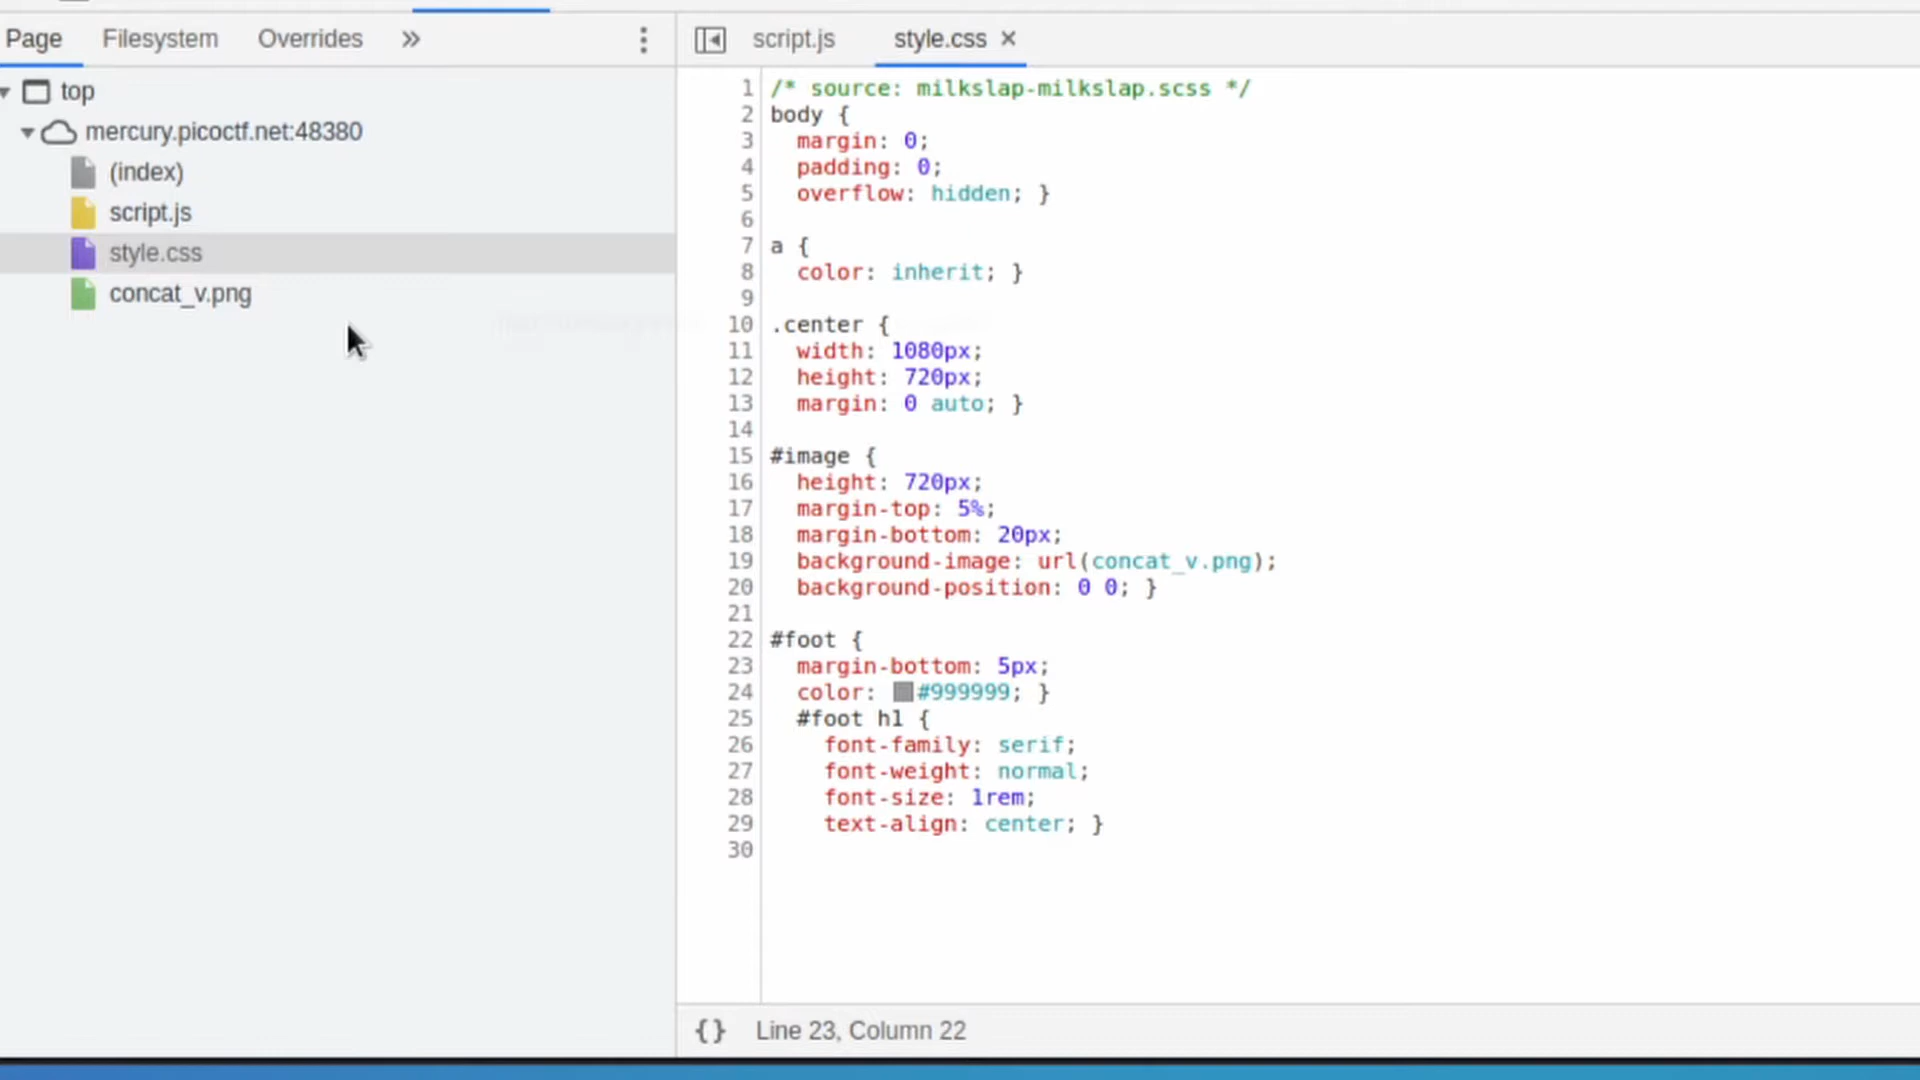 Page Filesystem Overrides »
top
mercury.picoctf.net:48380
(index)
script.js
style.css
concat_v.png
script.js style.css ×
1 /* source: milkslap-milkslap.scss */
2 body {
3 margin: 0;
4 padding: 0;
5 overflow: hidden; }
6
7 a {
8 color: inherit; }
9
10 .center {
11 width: 1080px;
12 height: 720px;
13 margin: 0 auto; }
14
15 #image {
16 height: 720px;
17 margin-top: 5%;
18 margin-bottom: 20px;
19 background-image: url(concat_v.png);
20 background-position: 0 0; }
21
22 #foot {
23 margin-bottom: 5px;
24 color: #999999; }
25 #foot h1 {
26 font-family: serif;
27 font-weight: normal;
28 font-size: 1rem;
29 text-align: center; }
30
{} Line 23, Column 22